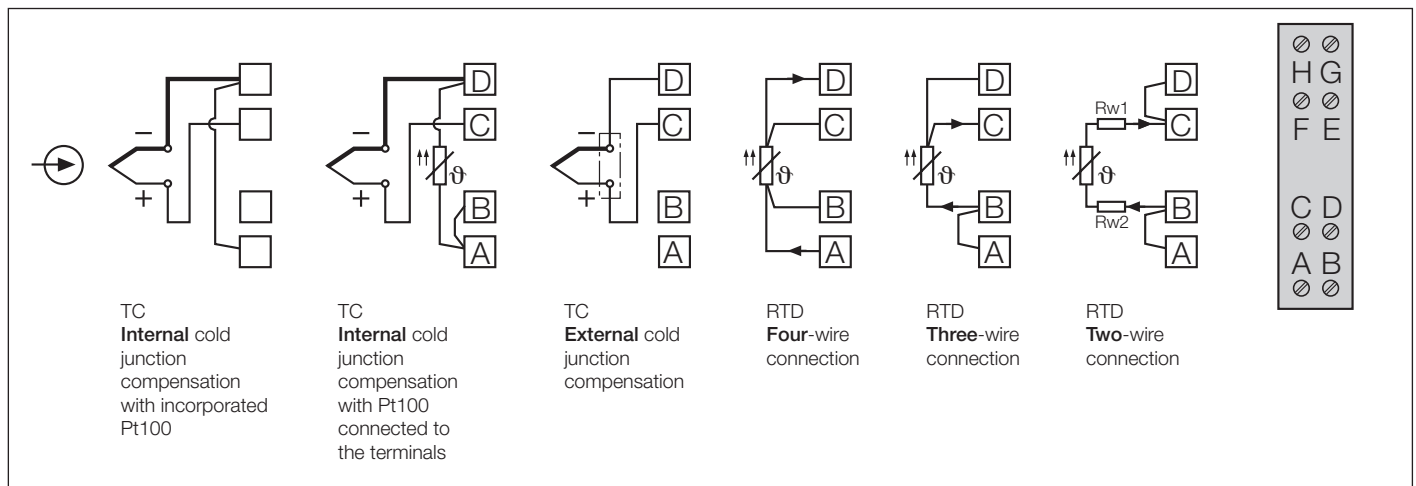 − 
+
TC
Internal cold
junction
compensation
with incorporated
Pt100
D
C
B
A
−
+
ϑ
TC
Internal cold
junction
compensation
with Pt100
connected to
the terminals
D
C
B
A
−
+
TC
External cold
junction
compensation
D
C
B
A
ϑ
RTD
Four-wire
connection
D
C
B
A
ϑ
RTD
Three-wire
connection
D
C
B
A
Rw1
ϑ
Rw2
RTD
Two-wire
connection
H G
F E
C D
A B